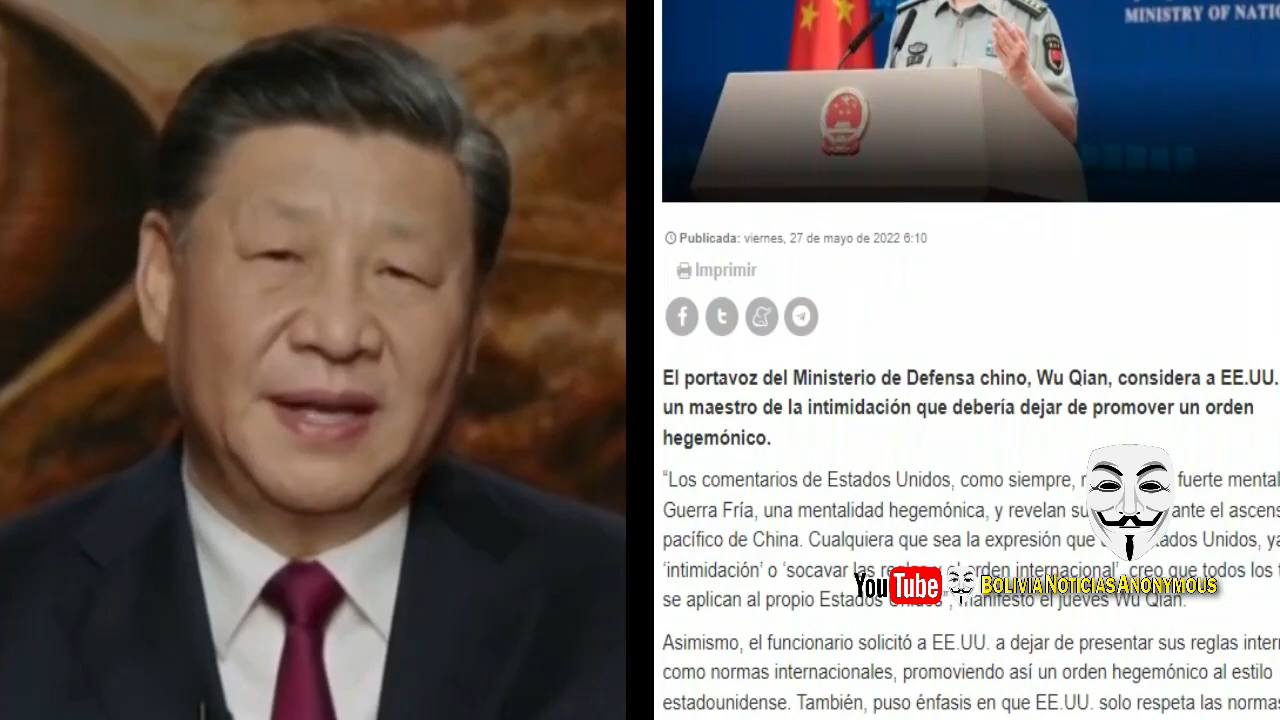 MINISTRY OF NATI
Publicada: viernes, 27 de mayo de 2022 6:10
Imprimir
El portavoz del Ministerio de Defensa chino, Wu Qian, considera a EE.UU.
un maestro de la intimidación que debería dejar de promover un orden
hegemónico.
“Los comentarios de Estados Unidos, como siempre, fuerte mental
Guerra Fría, una mentalidad hegemónica, y revelan su ante el ascens
pacífico de China. Cualquiera que sea la expresión que tados Unidos, ya
‘intimidación’ o ‘socavar las reglas y el orden internacional’, creo que todos los t
se aplican al propio Estados Unidos”, manifestó el jueves Wu Qian.
YouTube BOLIVIANOTICIASANONYMOUS
Asimismo, el funcionario solicitó a EE.UU. a dejar de presentar sus reglas inter
como normas internacionales, promoviendo así un orden hegemónico al estilo
estadounidense. También, puso énfasis en que EE.UU. solo respeta las normas